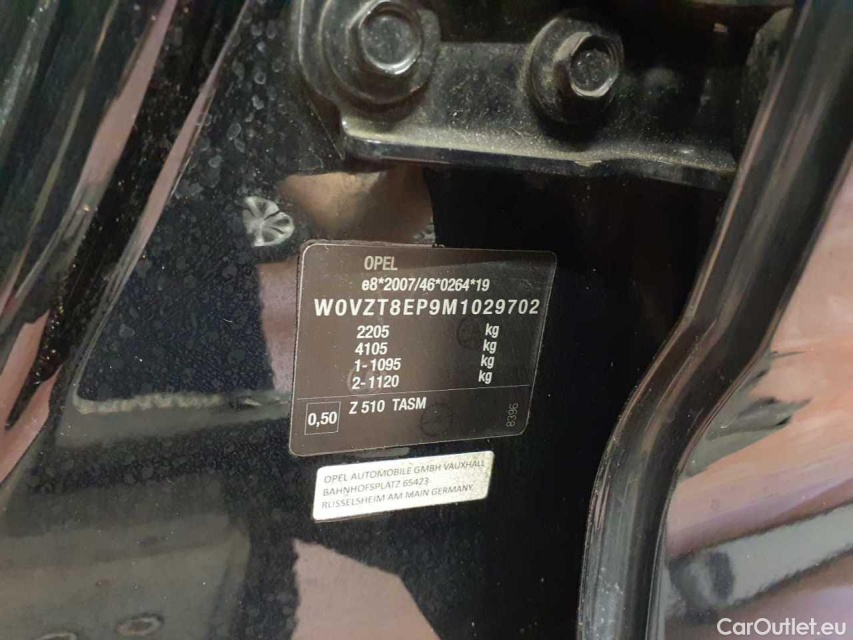 OPEL
e8*2007/46*0264*19
W0VZT8EP9M1029702
2205 kg
4105 kg
1-1095 kg
2-1120 kg
0,50 Z 510 TASM
8396
OPEL AUTOMOBILE GMBH VAUXHALL
BAHNHOFSPLATZ 65423
RUSSELSHEIM AM MAIN GERMANY
CarOutlet.eu